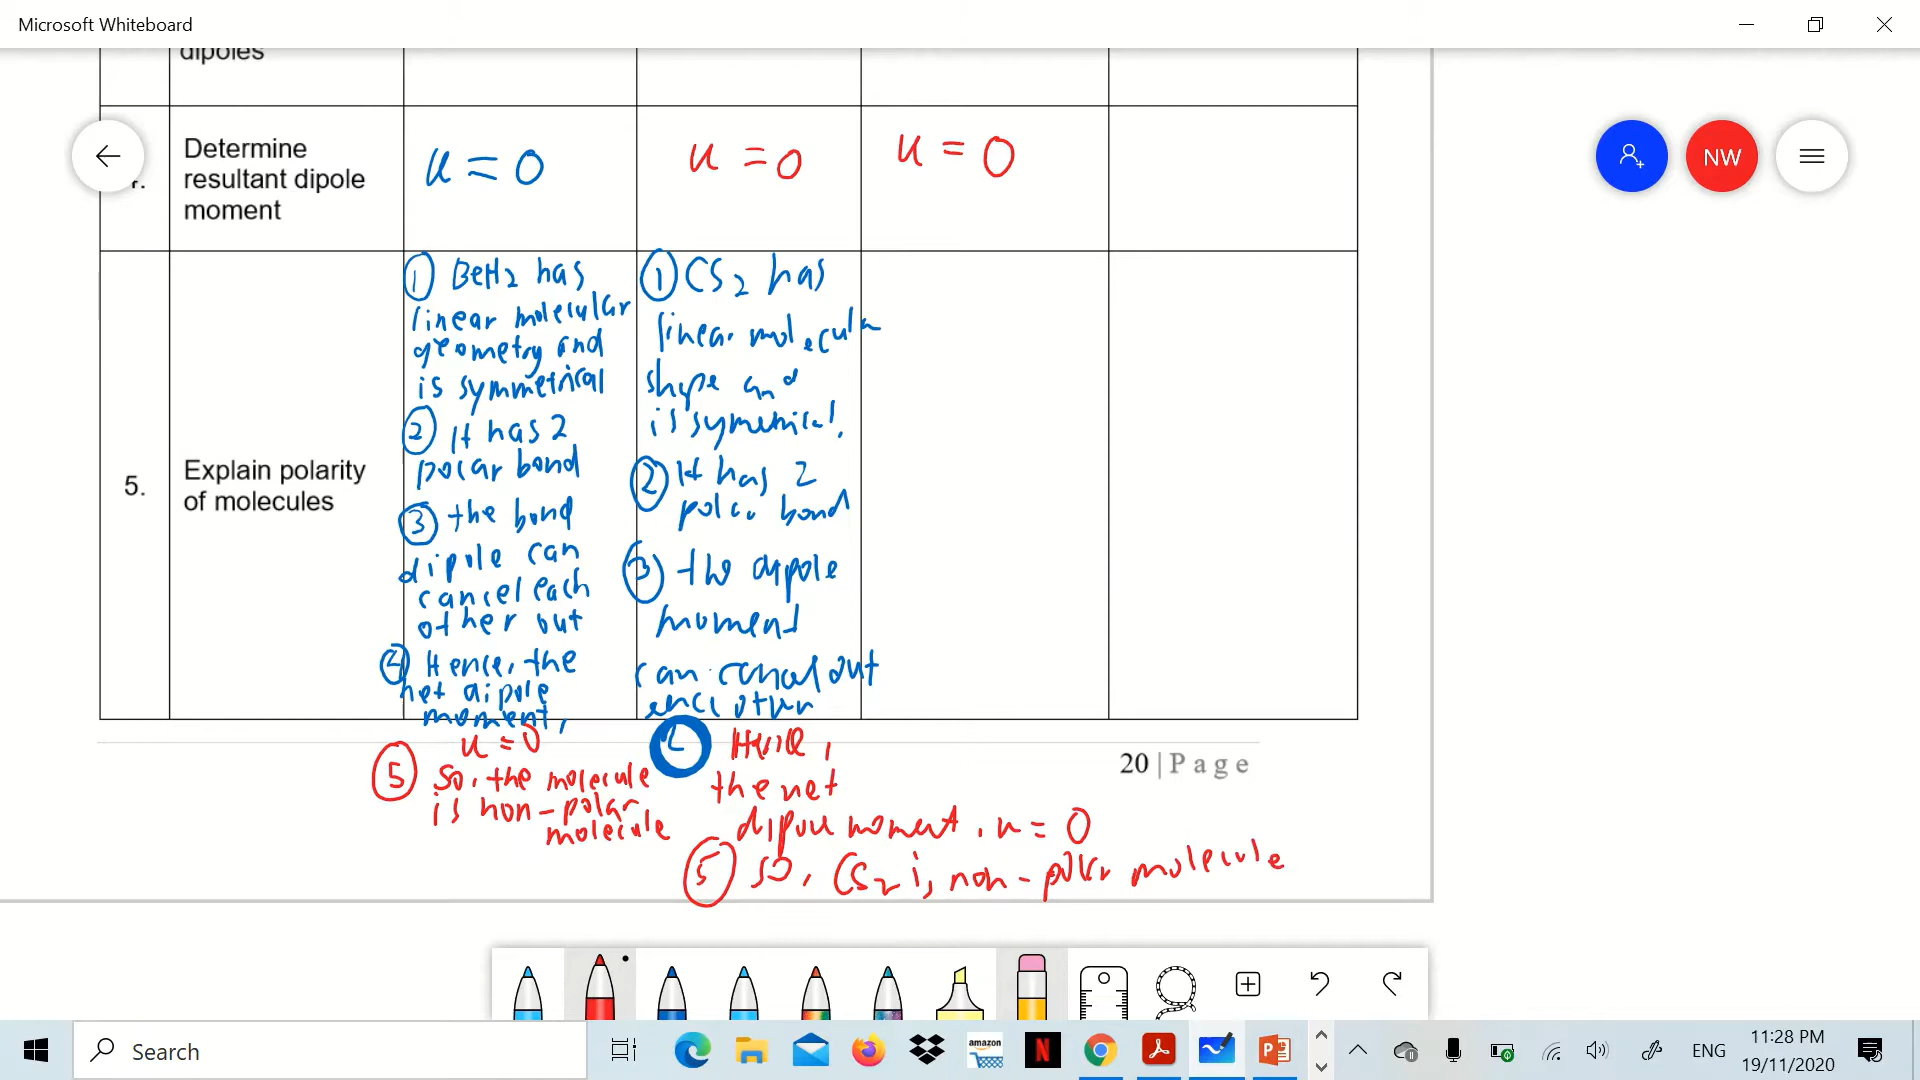 Microsoft Whiteboard
dipoles
Determine
resultant dipole
moment
u = 0
u = 0
u = 0
NW
5.
Explain polarity
of molecules
① BeH2 has
linear molecular
geometry and
is symmetrical
② It has 2
polar bond
③ the bond
dipole can
cancel each
other out
④ Hence, the
net dipole
moment,
u = 0
⑤ So, the molecule
is non-polar
molecule
① CS2 has
linear molecula
shape and
is symetrical.
② It has 2
polar bond
③ the dipole
moment
can cancel out
each other
Hence,
the net
dipole moment, u = 0
⑤ So, CS2 is non-polar molecule
20 | Page
Search
amazon
N
ENG
11:28 PM
19/11/2020